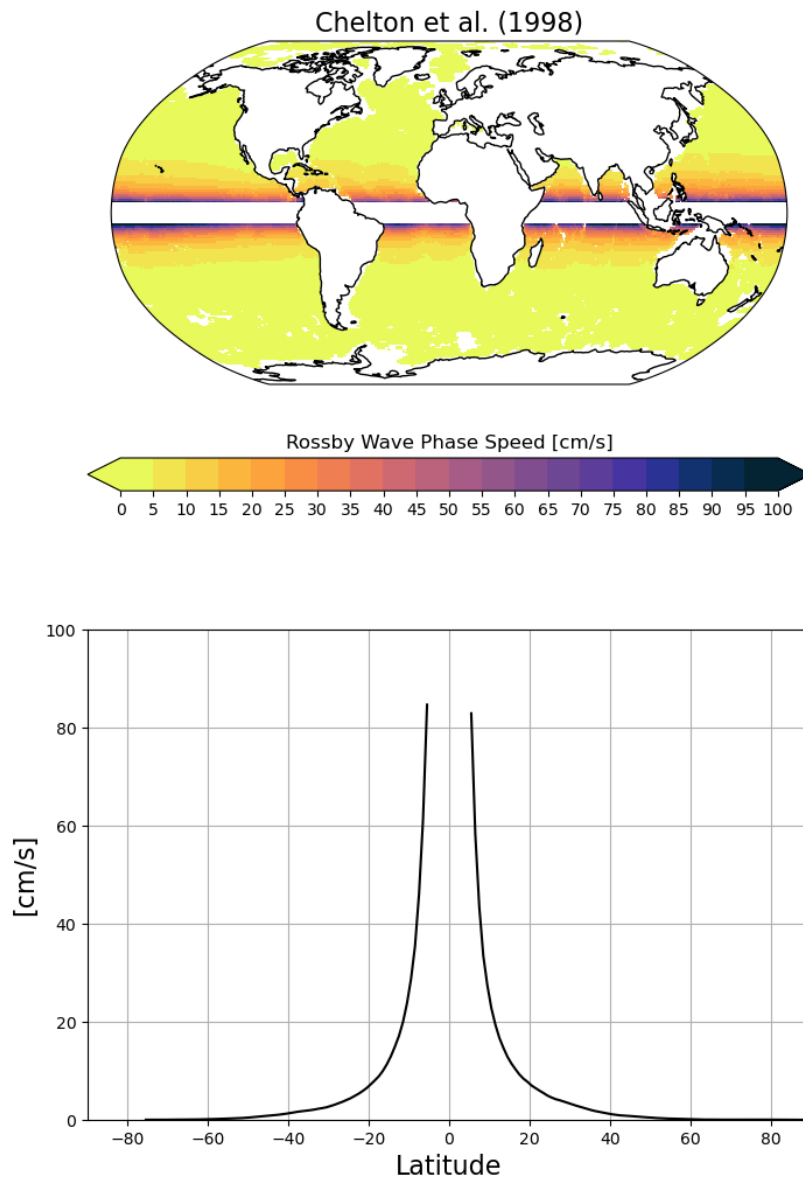 Chelton et al. (1998)
Rossby Wave Phase Speed [cm/s]
0 5 10 15 20 25 30 35 40 45 50 55 60 65 70 75 80 85 90 95 100
100
80
60
40
20
0
[cm/s]
−80 −60 −40 −20 0 20 40 60 80
Latitude